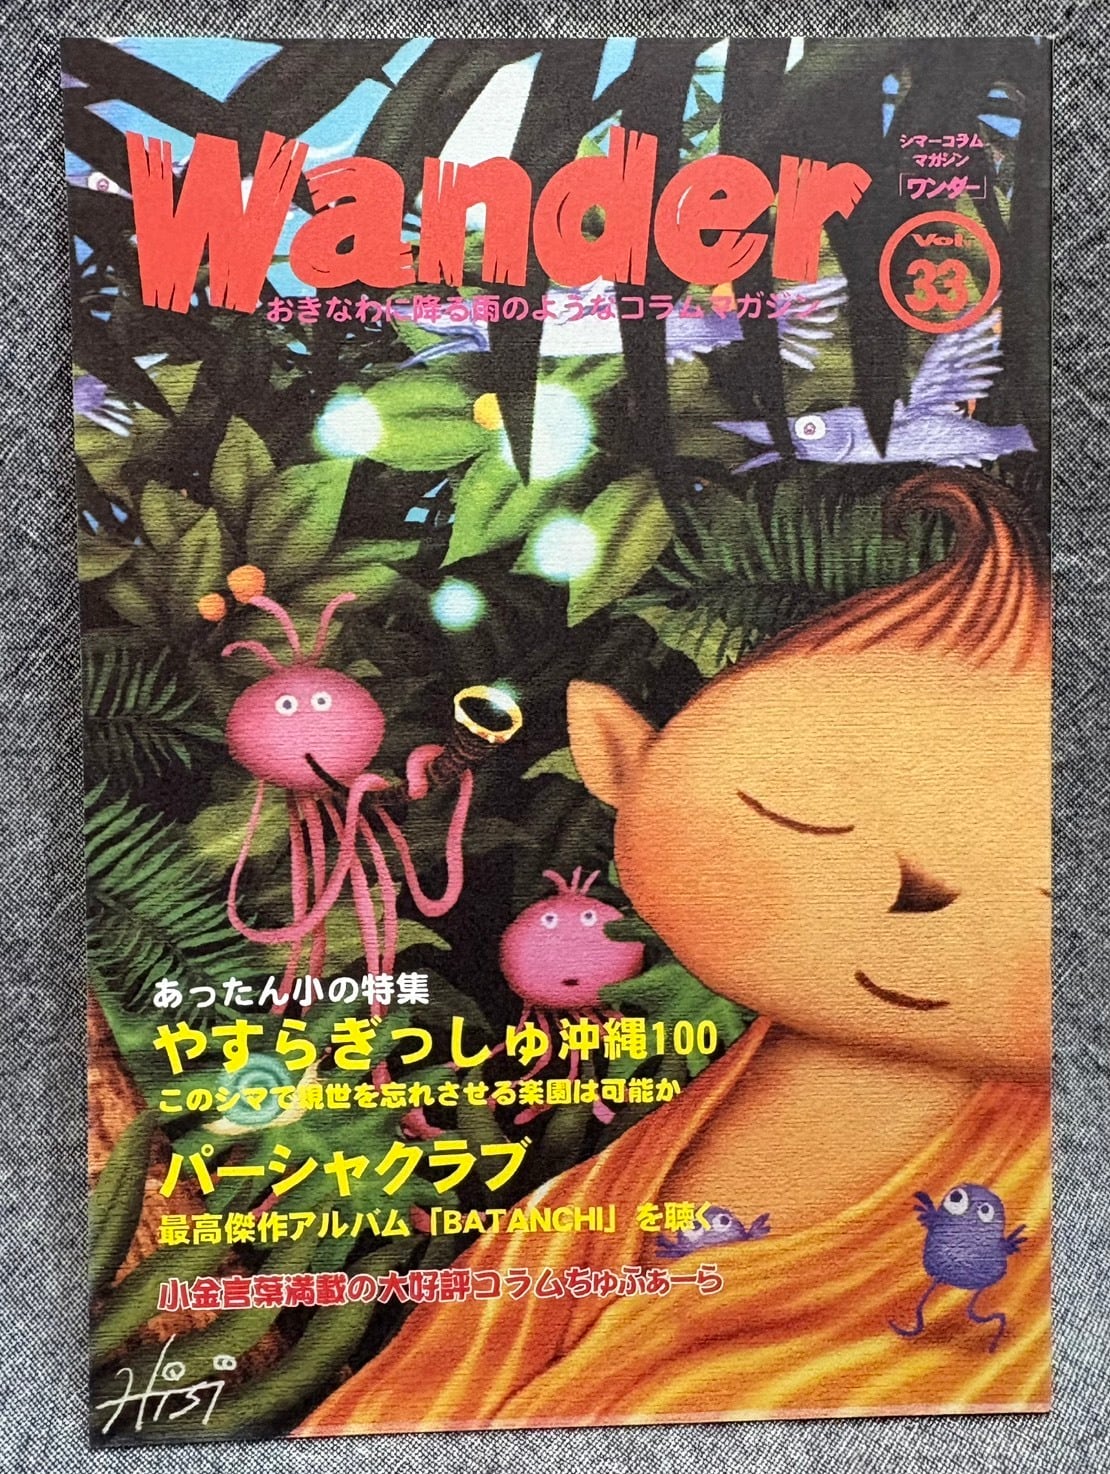 Wander
シマーコラム
マガジン
「ワンダー」
Vol.
33
おきなわに降る雨のようなコラムマガジン
あったん小の特集
やすらぎっしゅ沖縄100
このシマで現世を忘れさせる楽園は可能か
パーシャクラブ
最高傑作アルバム「BATANCHI」を聴く
小金言葉満載の大好評コラムちゅふぁーら
Hisi